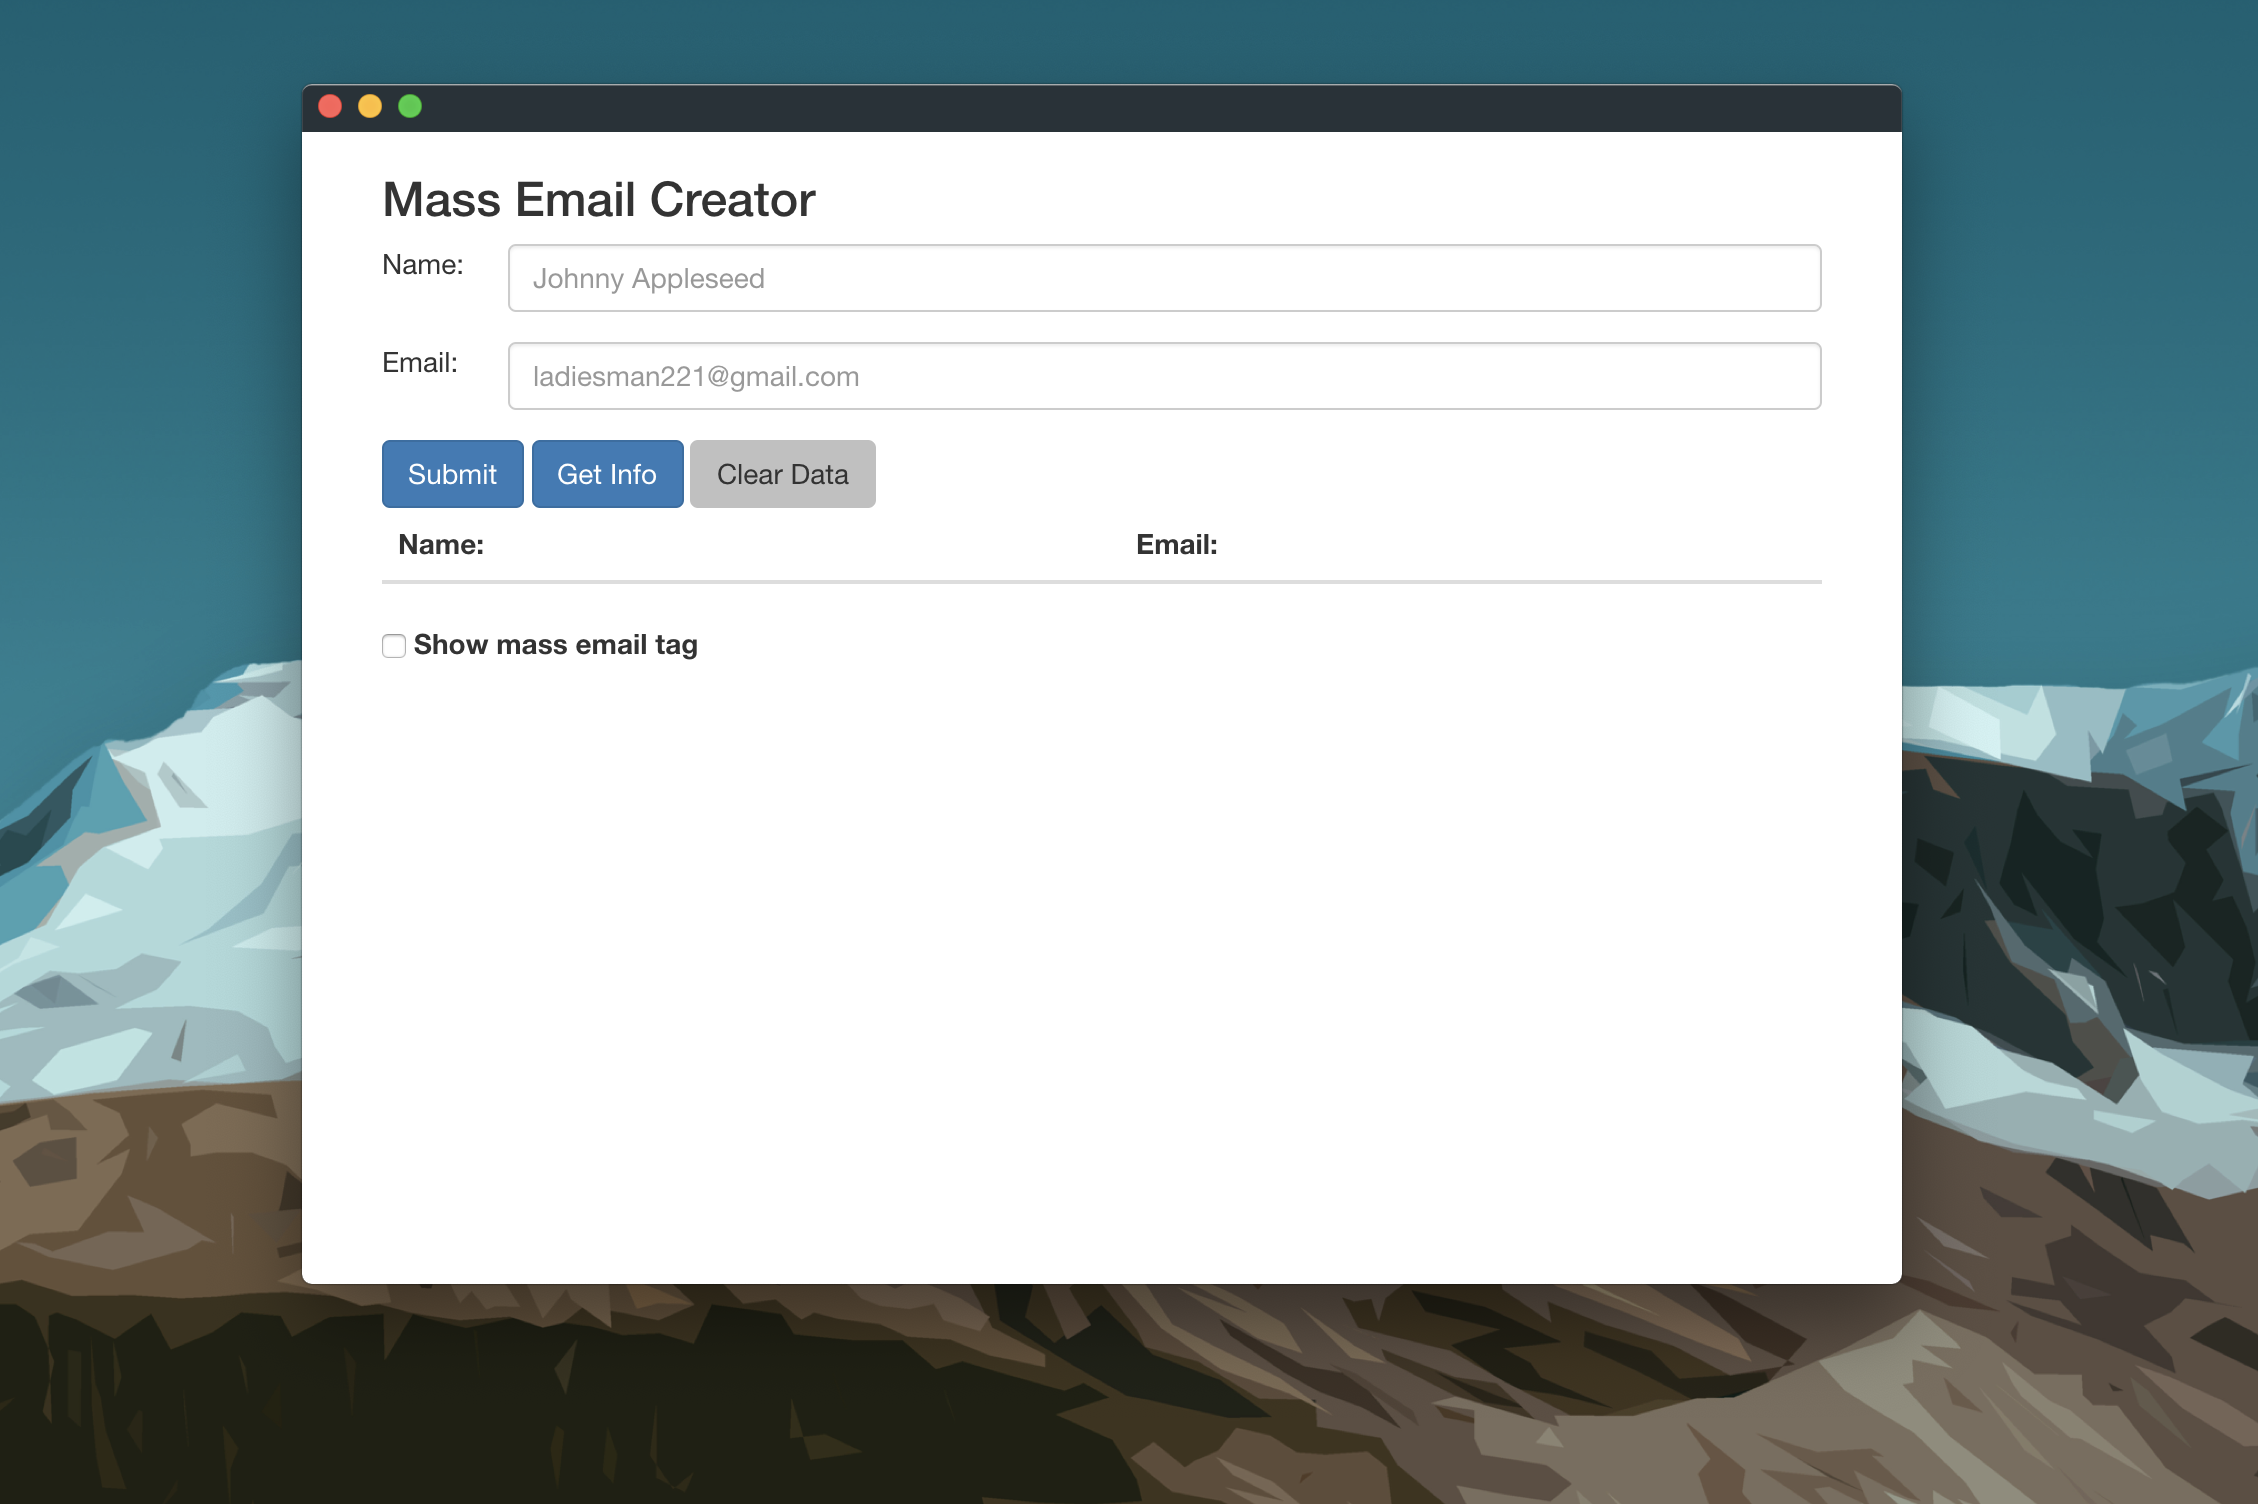 Mass Email Creator
Name:
Johnny Appleseed
Email:
ladiesman221@gmail.com
Submit Get Info Clear Data
Name: Email:
Show mass email tag